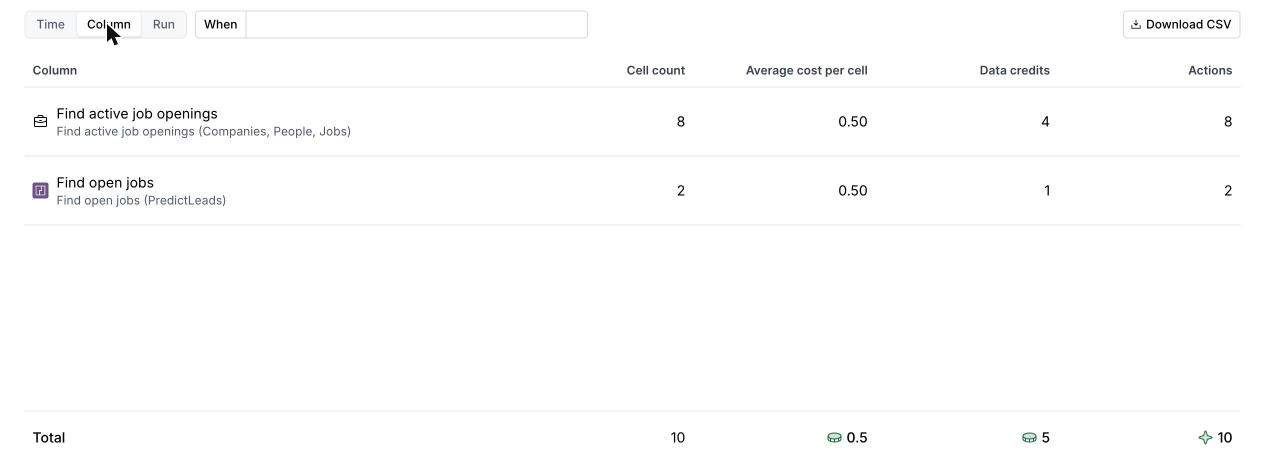 Time Column Run When Download CSV
Column Cell count Average cost per cell Data credits Actions
Find active job openings
Find active job openings (Companies, People, Jobs)
8 0.50 4 8
Find open jobs
Find open jobs (PredictLeads)
2 0.50 1 2
Total 10 0.5 5 10